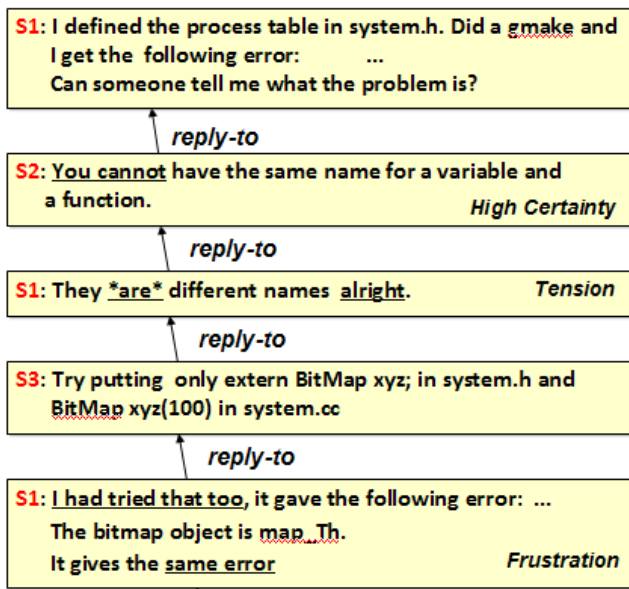 S1: I defined the process table in system.h. Did a gmake and
I get the following error: ...
Can someone tell me what the problem is?
reply-to
S2: You cannot have the same name for a variable and
a function.
High Certainty
reply-to
S1: They *are* different names alright. Tension
reply-to
S3: Try putting only extern BitMap xyz; in system.h and
BitMap xyz(100) in system.cc
reply-to
S1: I had tried that too, it gave the following error: ...
The bitmap object is map_Th.
It gives the same error Frustration